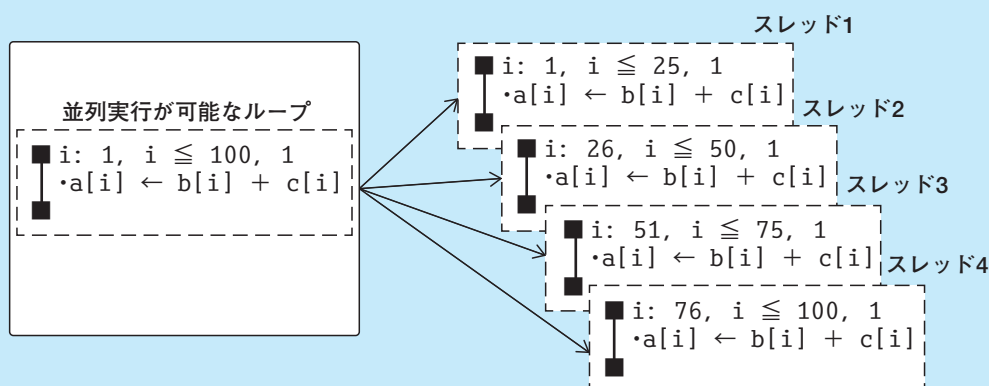 並列実行が可能なループ
i: 1, i ≦ 100, 1
・a[i] ← b[i] + c[i]
スレッド1
i: 1, i ≦ 25, 1
・a[i] ← b[i] + c[i]
スレッド2
i: 26, i ≦ 50, 1
・a[i] ← b[i] + c[i]
スレッド3
i: 51, i ≦ 75, 1
・a[i] ← b[i] + c[i]
スレッド4
i: 76, i ≦ 100, 1
・a[i] ← b[i] + c[i]